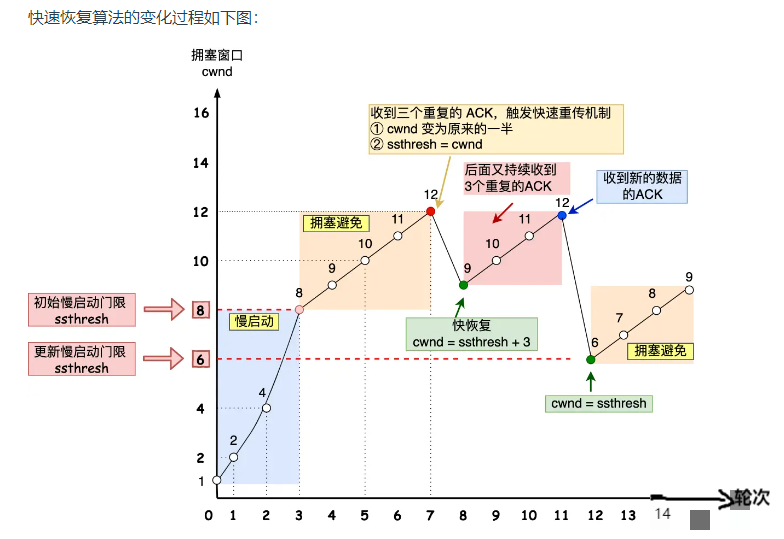 快速恢复算法的变化过程如下图：
拥塞窗口
cwnd
16
14
12
10
8
6
4
2
1
收到三个重复的 ACK，触发快速重传机制
① cwnd 变为原来的一半
② ssthresh = cwnd
后面又持续收到
3个重复的ACK
收到新的数据
的ACK
拥塞避免
慢启动
初始慢启动门限
ssthresh
更新慢启动门限
ssthresh
2
4
8
9
10
11
12
9
10
11
12
6
7
8
9
快恢复
cwnd = ssthresh + 3
拥塞避免
cwnd = ssthresh
0 1 2 3 4 5 6 7 8 9 10 11 12 13 14
轮次